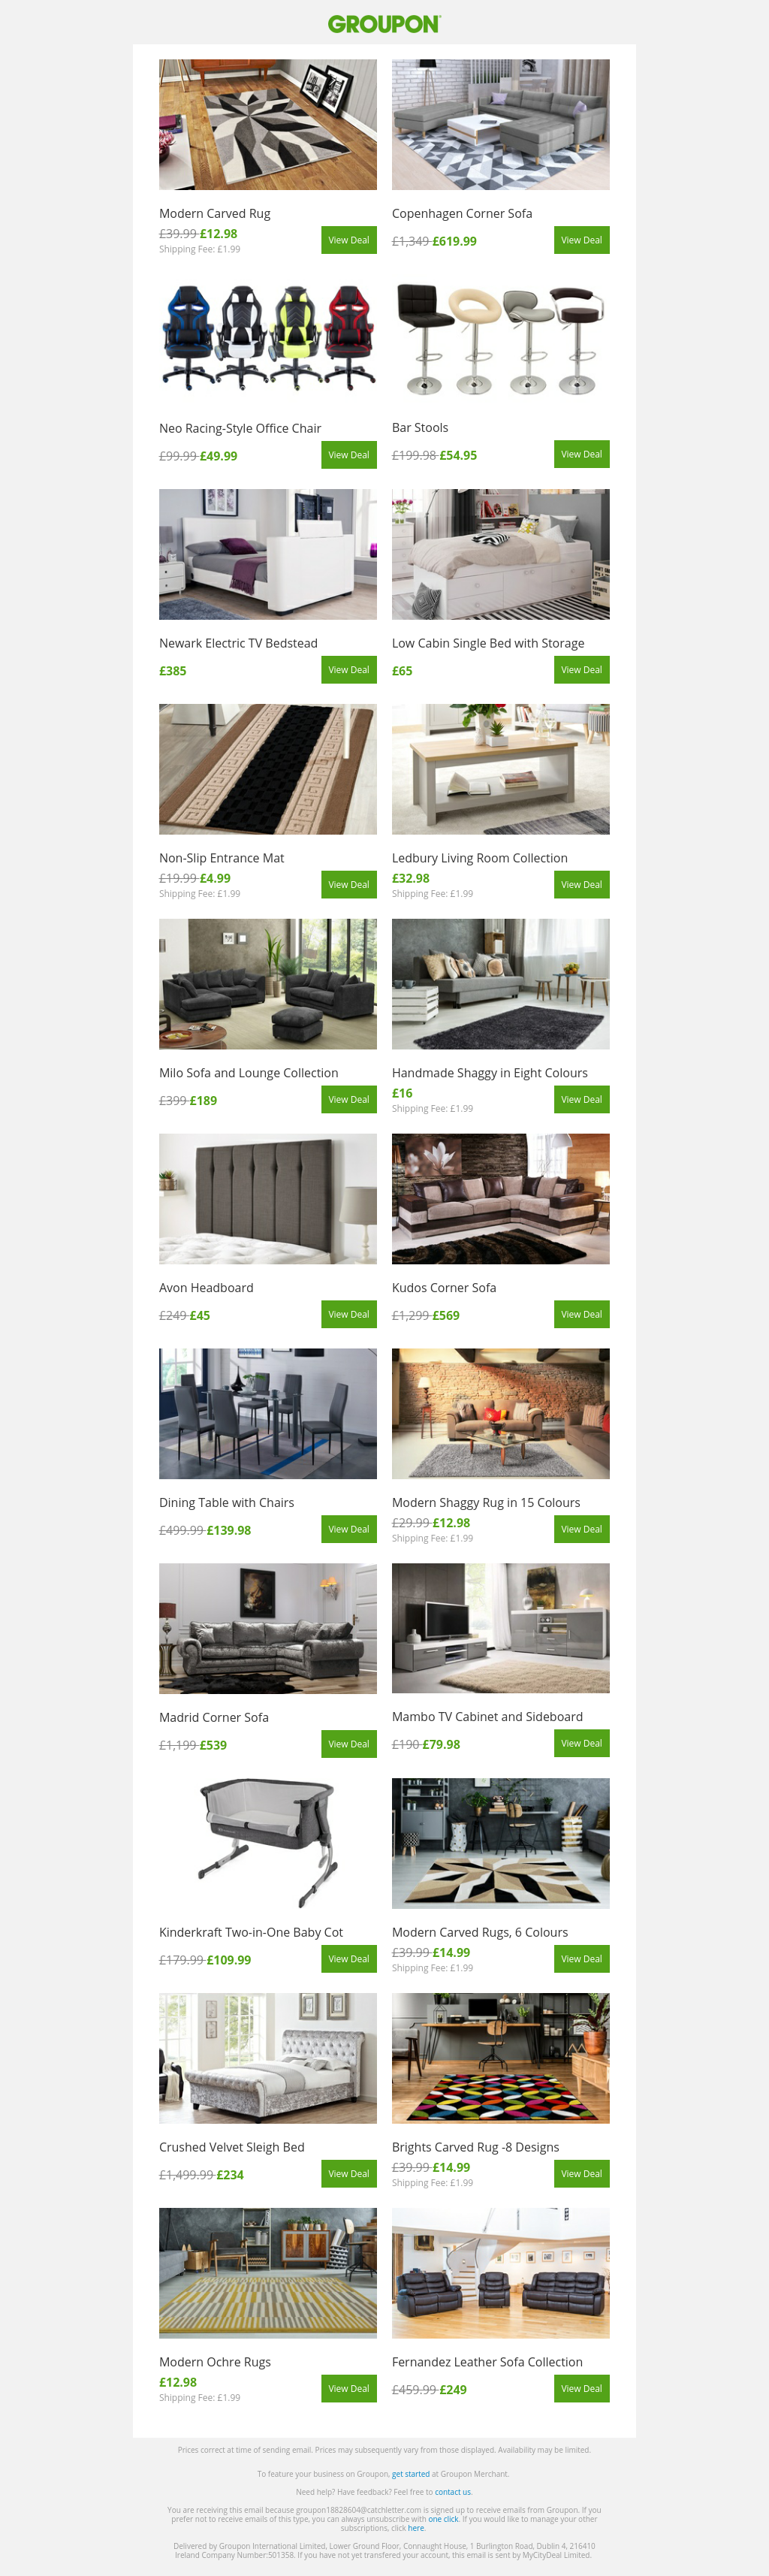 GROUPON
Modern Carved Rug
£39.99 £12.98
Shipping Fee: £1.99
View Deal
Copenhagen Corner Sofa
£1,349 £619.99
View Deal
Neo Racing-Style Office Chair
£99.99 £49.99
View Deal
Bar Stools
£199.98 £54.95
View Deal
Newark Electric TV Bedstead
£385
View Deal
Low Cabin Single Bed with Storage
£65
View Deal
Non-Slip Entrance Mat
£19.99 £4.99
Shipping Fee: £1.99
View Deal
Ledbury Living Room Collection
£32.98
Shipping Fee: £1.99
View Deal
Milo Sofa and Lounge Collection
£399 £189
View Deal
Handmade Shaggy in Eight Colours
£16
Shipping Fee: £1.99
View Deal
Avon Headboard
£249 £45
View Deal
Kudos Corner Sofa
£1,299 £569
View Deal
Dining Table with Chairs
£499.99 £139.98
View Deal
Modern Shaggy Rug in 15 Colours
£29.99 £12.98
Shipping Fee: £1.99
View Deal
Madrid Corner Sofa
£1,199 £539
View Deal
Mambo TV Cabinet and Sideboard
£190 £79.98
View Deal
Kinderkraft Two-in-One Baby Cot
£179.99 £109.99
View Deal
Modern Carved Rugs, 6 Colours
£39.99 £14.99
Shipping Fee: £1.99
View Deal
Crushed Velvet Sleigh Bed
£1,499.99 £234
View Deal
Brights Carved Rug -8 Designs
£39.99 £14.99
Shipping Fee: £1.99
View Deal
Modern Ochre Rugs
£12.98
Shipping Fee: £1.99
View Deal
Fernandez Leather Sofa Collection
£459.99 £249
View Deal
Prices correct at time of sending email. Prices may subsequently vary from those displayed. Availability may be limited.
To feature your business on Groupon, get started at Groupon Merchant.
Need help? Have feedback? Feel free to contact us.
You are receiving this email because groupon18828604@catchletter.com is signed up to receive emails from Groupon. If you
prefer not to receive emails of this type, you can always unsubscribe with one click. If you would like to manage your other
subscriptions, click here.
Delivered by Groupon International Limited, Lower Ground Floor, Connaught House, 1 Burlington Road, Dublin 4, 216410
Ireland Company Number:501358. If you have not yet transfered your account, this email is sent by MyCityDeal Limited.